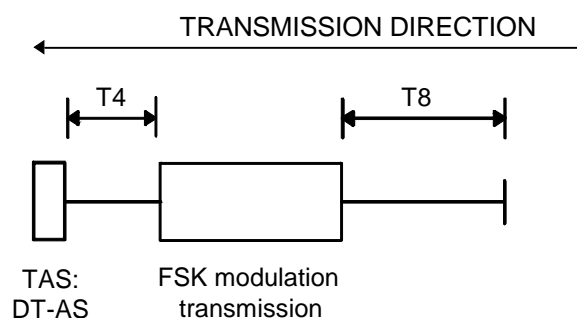 TRANSMISSION DIRECTION
T4
T8
TAS:
DT-AS
FSK modulation
transmission